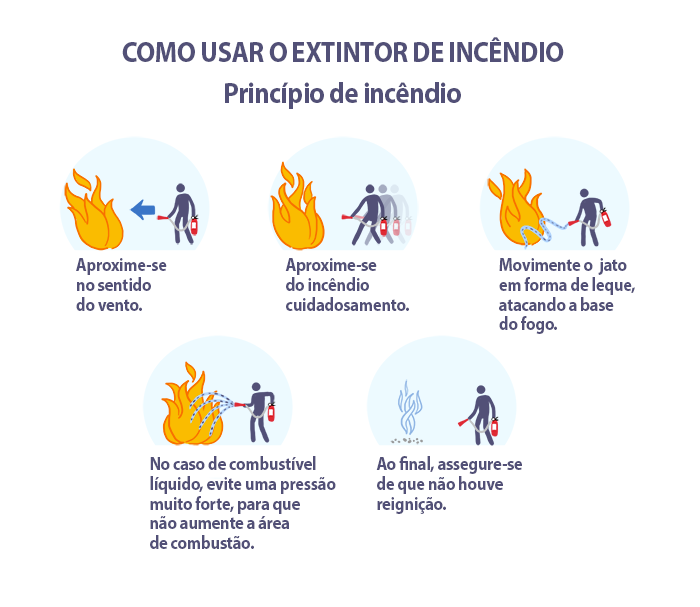 COMO USAR O EXTINTOR DE INCÊNDIO
Princípio de incêndio
Aproxime-se
no sentido
do vento.
Aproxime-se
do incêndio
cuidadosamento.
Movimente o jato
em forma de leque,
atacando a base
do fogo.
No caso de combustível
líquido, evite uma pressão
muito forte, para que
não aumente a área
de combustão.
Ao final, assegure-se
de que não houve
reignição.